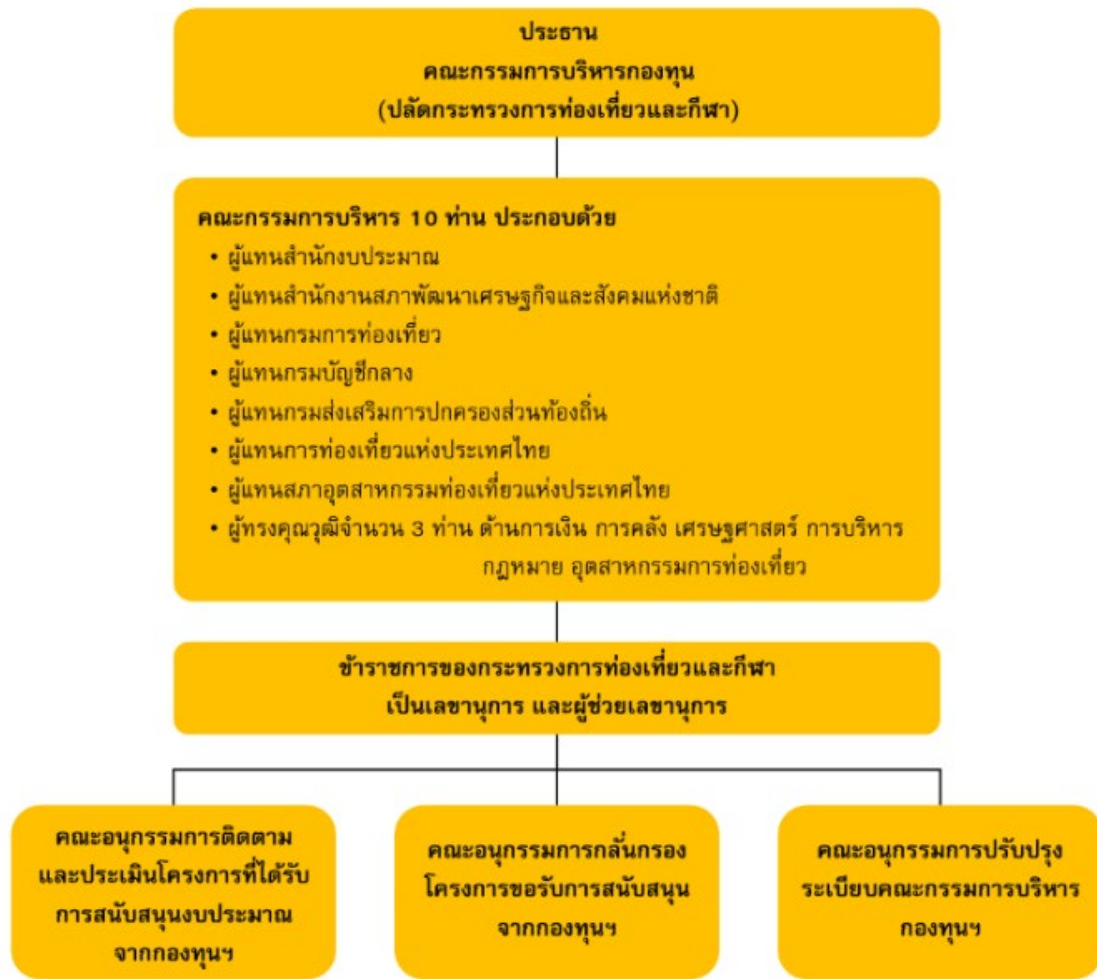 ประธาน
คณะกรรมการบริหารกองทุน
(ปลัดกระทรวงการท่องเที่ยวและกีฬา)
คณะกรรมการบริหาร 10 ท่าน ประกอบด้วย
• ผู้แทนสำนักงบประมาณ
• ผู้แทนสำนักงานสภาพัฒนาเศรษฐกิจและสังคมแห่งชาติ
• ผู้แทนกรมการท่องเที่ยว
• ผู้แทนกรมบัญชีกลาง
• ผู้แทนกรมส่งเสริมการปกครองส่วนท้องถิ่น
• ผู้แทนการท่องเที่ยวแห่งประเทศไทย
• ผู้แทนสภาอุตสาหกรรมท่องเที่ยวแห่งประเทศไทย
• ผู้ทรงคุณวุฒิจำนวน 3 ท่าน ด้านการเงิน การคลัง เศรษฐศาสตร์ การบริหาร
กฎหมาย อุตสาหกรรมการท่องเที่ยว
ข้าราชการของกระทรวงการท่องเที่ยวและกีฬา
เป็นเลขานุการ และผู้ช่วยเลขานุการ
คณะอนุกรรมการติดตาม
และประเมินโครงการที่ได้รับ
การสนับสนุนงบประมาณ
จากกองทุนฯ
คณะอนุกรรมการกลั่นกรอง
โครงการขอรับการสนับสนุน
จากกองทุนฯ
คณะอนุกรรมการปรับปรุง
ระเบียบคณะกรรมการบริหาร
กองทุนฯ